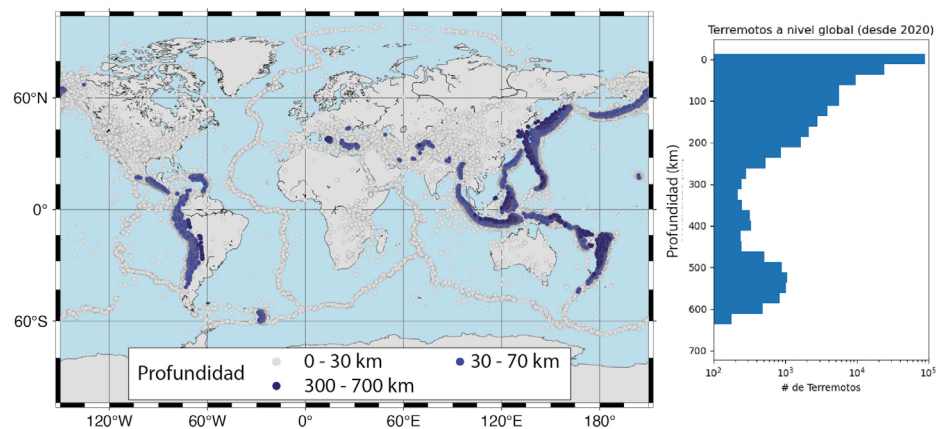 60°N
0°
60°S
120°W
60°W
0°
60°E
120°E
180°
Profundidad
0 - 30 km
30 - 70 km
300 - 700 km
Terremotos a nivel global (desde 2020)
Profundidad (km)
0
100
200
300
400
500
600
700
10²
10³
10⁴
10⁵
# de Terremotos